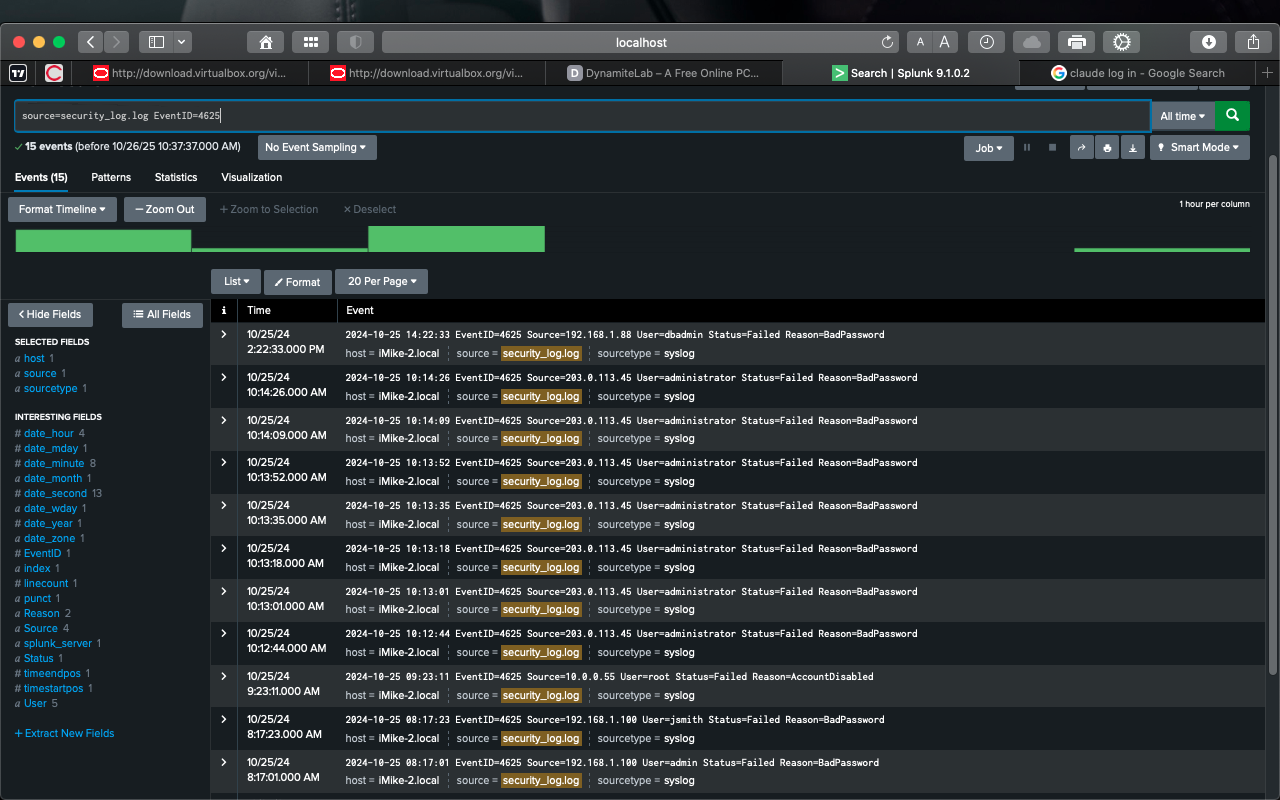 localhost
A A
http://download.virtualbox.org/vi...
http://download.virtualbox.org/vi...
D DynamiteLab – A Free Online PC...
Search | Splunk 9.1.0.2
claude log in - Google Search
source=security_log.log EventID=4625
All time
15 events (before 10/26/25 10:37:37.000 AM)
No Event Sampling
Job
Smart Mode
Events (15)
Patterns
Statistics
Visualization
Format Timeline
– Zoom Out
+ Zoom to Selection
× Deselect
1 hour per column
List
Format
20 Per Page
< Hide Fields
All Fields
SELECTED FIELDS
a host 1
a source 1
a sourcetype 1
INTERESTING FIELDS
# date_hour 4
# date_mday 1
# date_minute 8
a date_month 1
# date_second 13
a date_wday 1
# date_year 1
a date_zone 1
# EventID 1
a index 1
# linecount 1
a punct 1
a Reason 2
a Source 4
a splunk_server 1
a Status 1
# timeendpos 1
# timestartpos 1
a User 5
+ Extract New Fields
i Time Event
10/25/24
2:22:33.000 PM
2024-10-25 14:22:33 EventID=4625 Source=192.168.1.88 User=dbadmin Status=Failed Reason=BadPassword
host = iMike-2.local source = security_log.log sourcetype = syslog
10/25/24
10:14:26.000 AM
2024-10-25 10:14:26 EventID=4625 Source=203.0.113.45 User=administrator Status=Failed Reason=BadPassword
host = iMike-2.local source = security_log.log sourcetype = syslog
10/25/24
10:14:09.000 AM
2024-10-25 10:14:09 EventID=4625 Source=203.0.113.45 User=administrator Status=Failed Reason=BadPassword
host = iMike-2.local source = security_log.log sourcetype = syslog
10/25/24
10:13:52.000 AM
2024-10-25 10:13:52 EventID=4625 Source=203.0.113.45 User=administrator Status=Failed Reason=BadPassword
host = iMike-2.local source = security_log.log sourcetype = syslog
10/25/24
10:13:35.000 AM
2024-10-25 10:13:35 EventID=4625 Source=203.0.113.45 User=administrator Status=Failed Reason=BadPassword
host = iMike-2.local source = security_log.log sourcetype = syslog
10/25/24
10:13:18.000 AM
2024-10-25 10:13:18 EventID=4625 Source=203.0.113.45 User=administrator Status=Failed Reason=BadPassword
host = iMike-2.local source = security_log.log sourcetype = syslog
10/25/24
10:13:01.000 AM
2024-10-25 10:13:01 EventID=4625 Source=203.0.113.45 User=administrator Status=Failed Reason=BadPassword
host = iMike-2.local source = security_log.log sourcetype = syslog
10/25/24
10:12:44.000 AM
2024-10-25 10:12:44 EventID=4625 Source=203.0.113.45 User=administrator Status=Failed Reason=BadPassword
host = iMike-2.local source = security_log.log sourcetype = syslog
10/25/24
9:23:11.000 AM
2024-10-25 09:23:11 EventID=4625 Source=10.0.0.55 User=root Status=Failed Reason=AccountDisabled
host = iMike-2.local source = security_log.log sourcetype = syslog
10/25/24
8:17:23.000 AM
2024-10-25 08:17:23 EventID=4625 Source=192.168.1.100 User=jsmith Status=Failed Reason=BadPassword
host = iMike-2.local source = security_log.log sourcetype = syslog
10/25/24
8:17:01.000 AM
2024-10-25 08:17:01 EventID=4625 Source=192.168.1.100 User=admin Status=Failed Reason=BadPassword
host = iMike-2.local source = security_log.log sourcetype = syslog